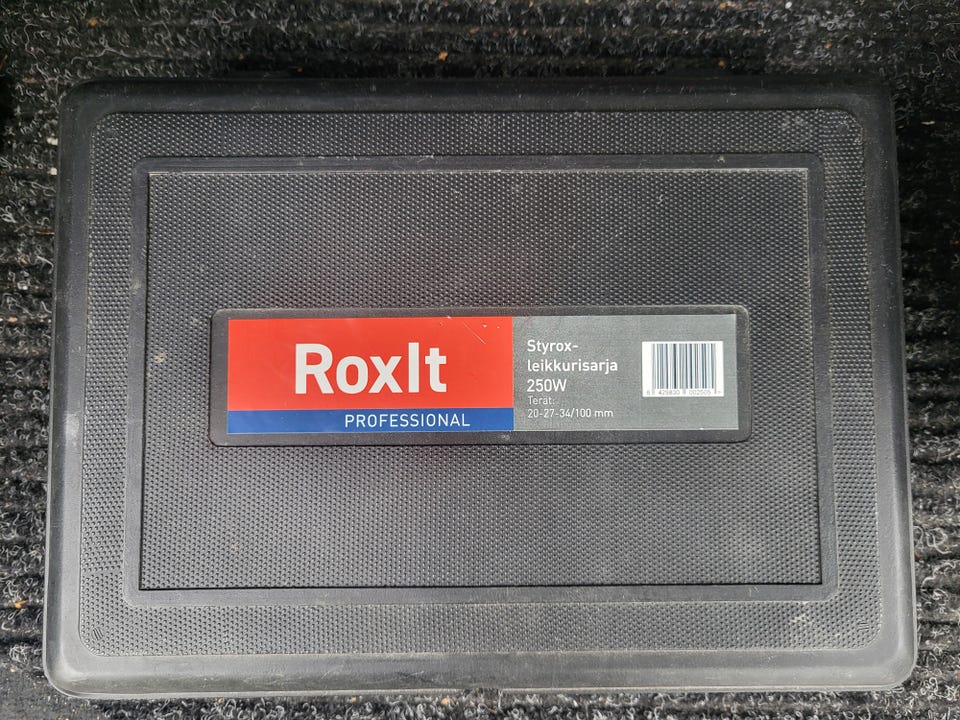 RoxIt
PROFESSIONAL
Styrox-
leikkurisarja
250W
Terät:
20-27-34/100 mm